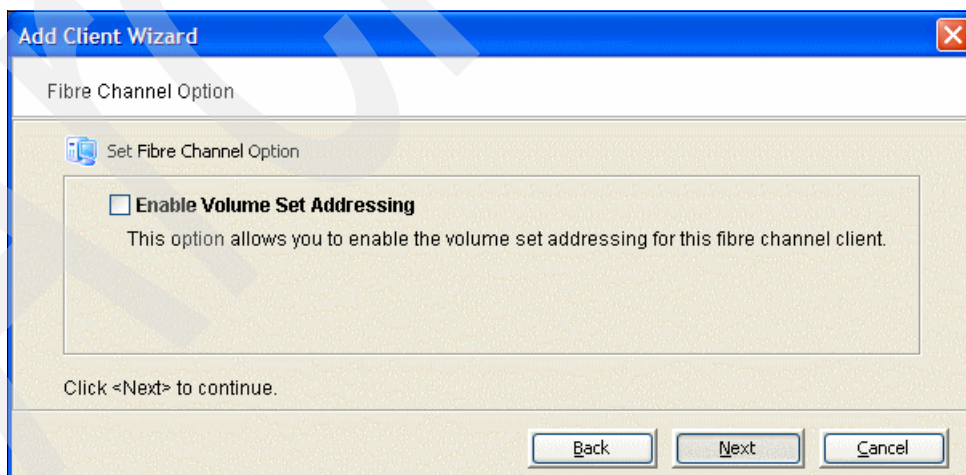 Add Client Wizard
Fibre Channel Option
Set Fibre Channel Option
Enable Volume Set Addressing
This option allows you to enable the volume set addressing for this fibre channel client.
Click <Next> to continue.
Back Next Cancel